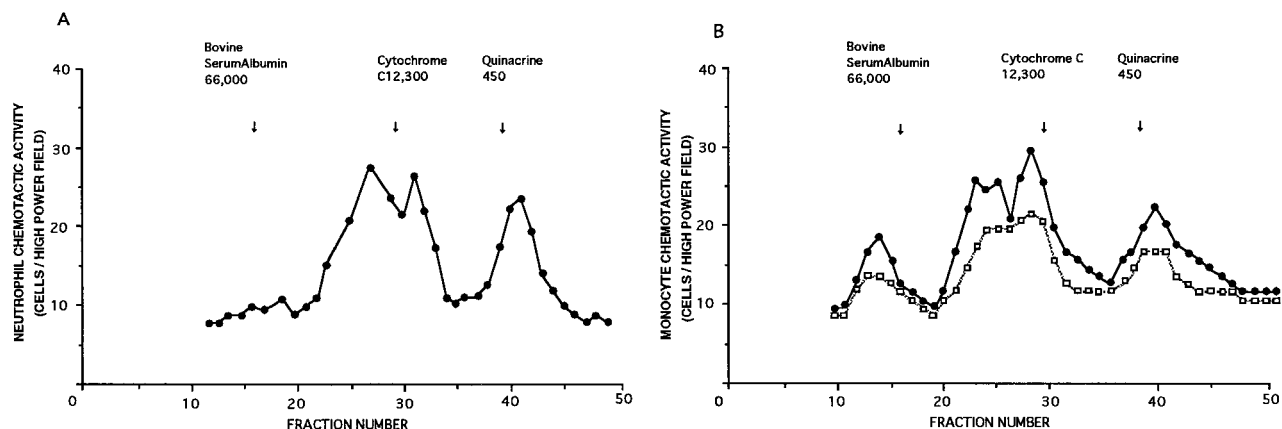 A
Bovine
SerumAlbumin
66,000
Cytochrome
C12,300
Quinacrine
450
40
30
20
10
0
NEUTROPHIL CHEMOTACTIC ACTIVITY
(CELLS / HIGH POWER FIELD)
0
10
20
30
40
50
FRACTION NUMBER
B
Bovine
SerumAlbumin
66,000
Cytochrome C
12,300
Quinacrine
450
40
30
20
10
0
MONOCYTE CHEMOTACTIC ACTIVITY
(CELLS / HIGH POWER FIELD)
0
10
20
30
40
50
FRACTION NUMBER